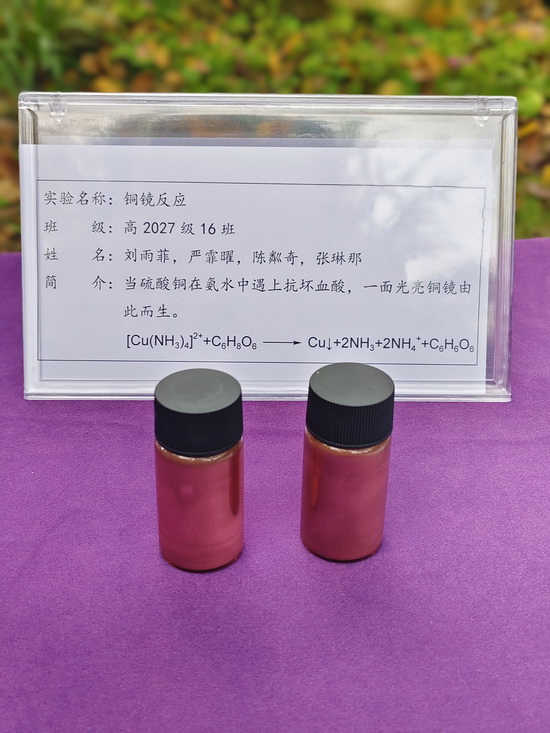 实验名称：铜镜反应
班 级：高 2027 级 16 班
姓 名：刘雨菲，严霏曜，陈粼奇，张琳那
简 介：当硫酸铜在氨水中遇上抗坏血酸，一面光亮铜镜由
此而生。
[Cu(NH₃)₄]²⁺+C₆H₈O₆ ——→ Cu↓+2NH₃+2NH₄⁺+C₆H₆O₆